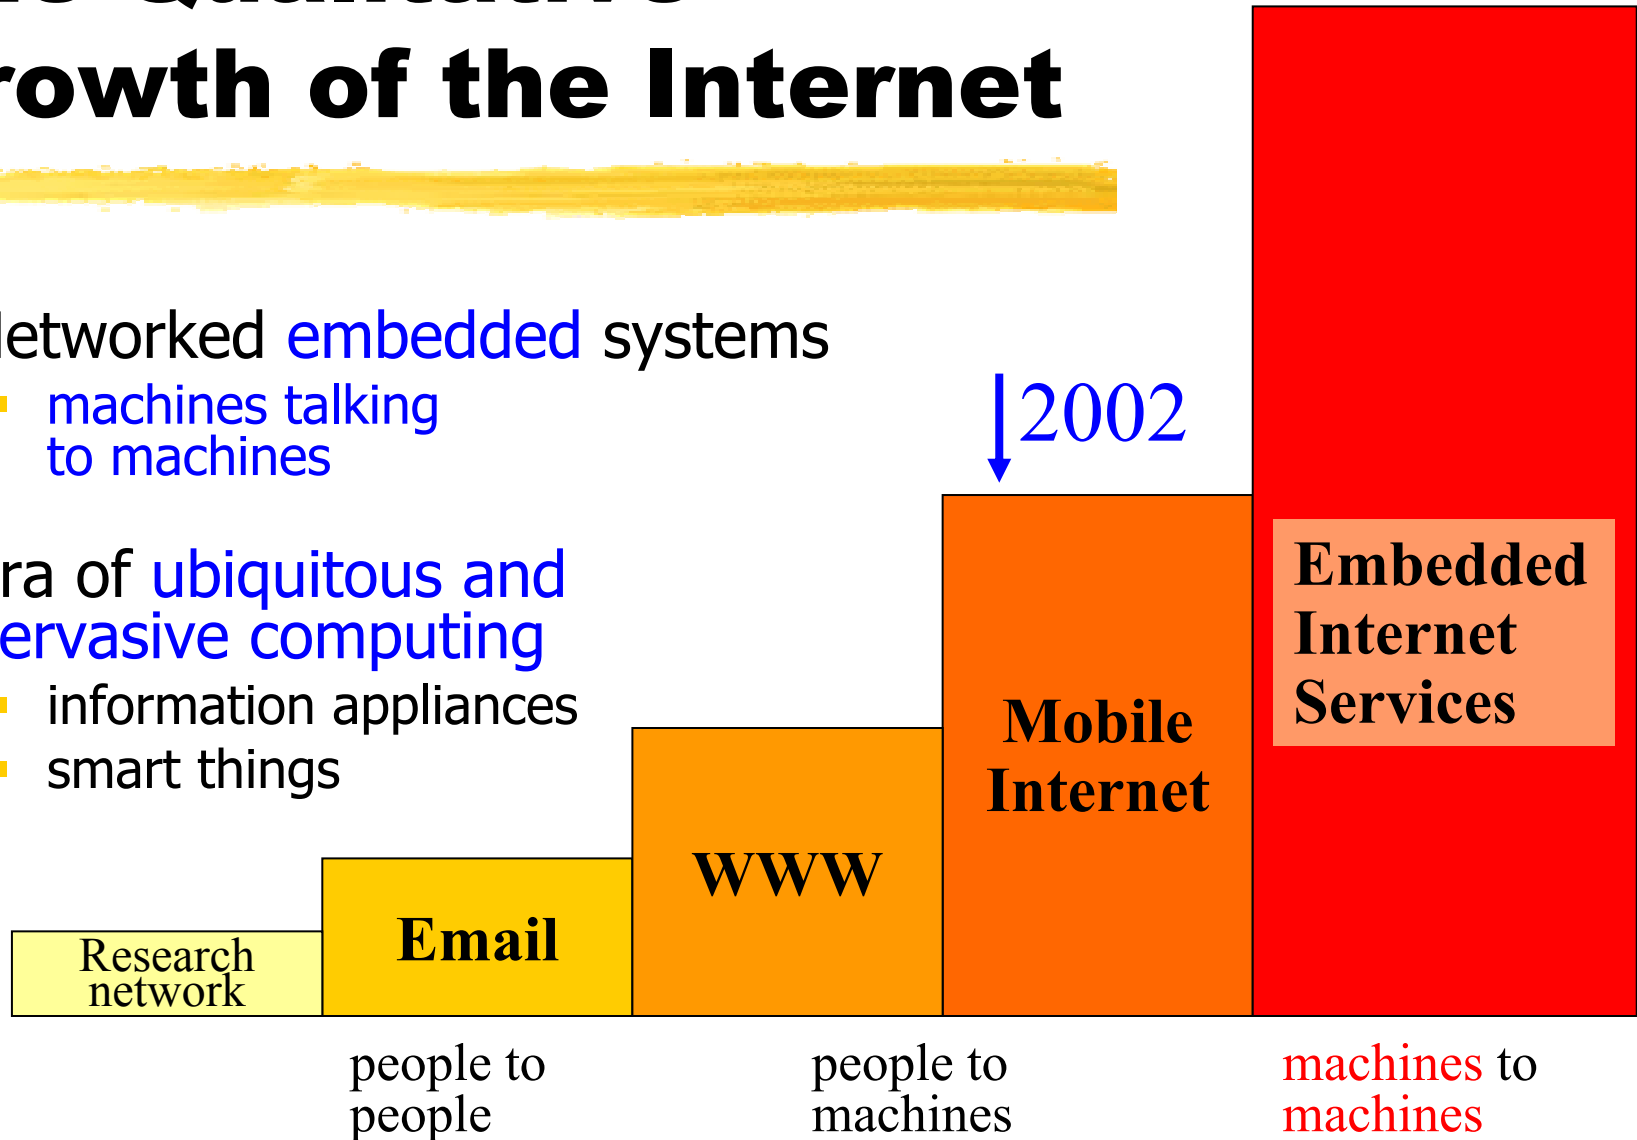 Qualitative
rowth of the Internet
etworked embedded systems
machines talking
to machines
ra of ubiquitous and
ervasive computing
information appliances
smart things
2002
Embedded
Internet
Services
Mobile
Internet
WWW
Email
Research
network
people to
people
people to
machines
machines to
machines